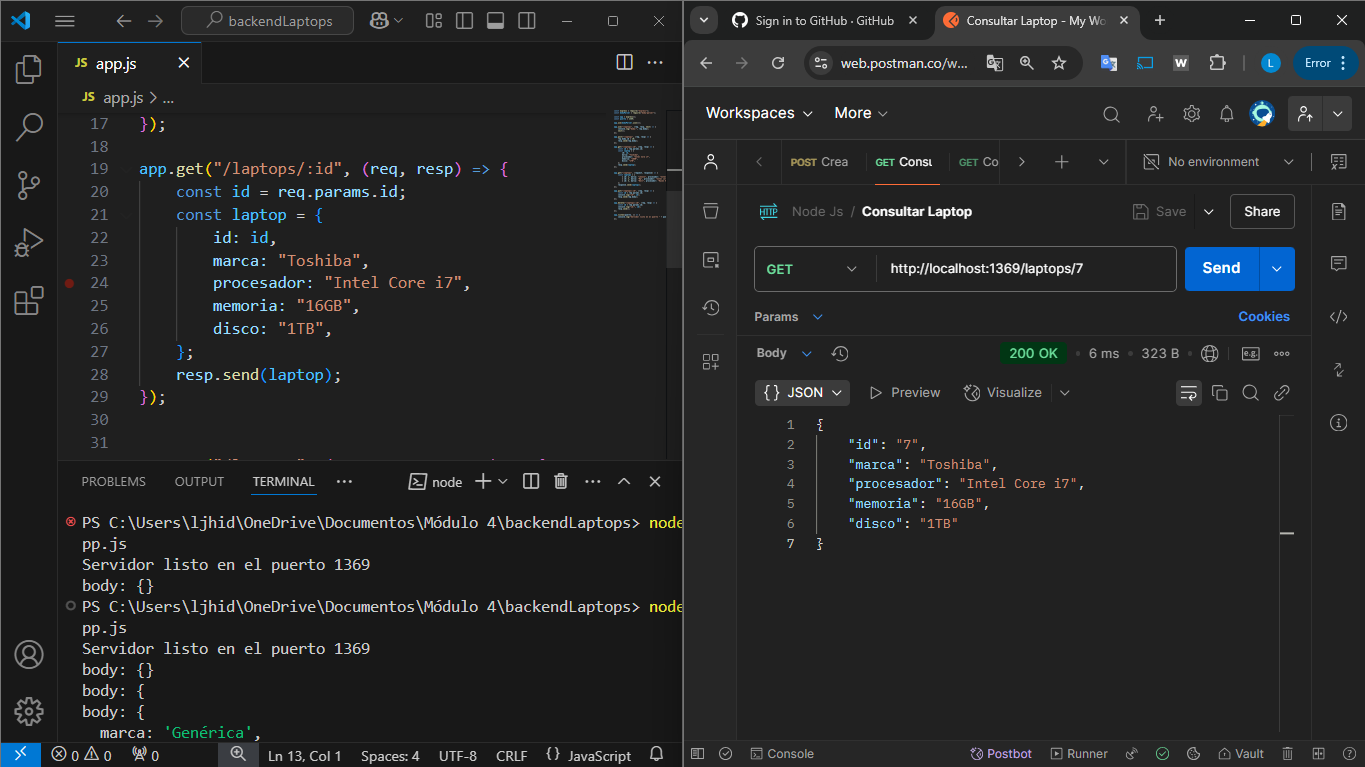 backendLaptops
JS app.js
JS app.js > ...
17 });
18
19 app.get("/laptops/:id", (req, resp) => {
20 const id = req.params.id;
21 const laptop = {
22 id: id,
23 marca: "Toshiba",
24 procesador: "Intel Core i7",
25 memoria: "16GB",
26 disco: "1TB",
27 };
28 resp.send(laptop);
29 });
30
31
PROBLEMS OUTPUT TERMINAL ... node
PS C:\Users\ljhid\OneDrive\Documentos\Módulo 4\backendLaptops> node
pp.js
Servidor listo en el puerto 1369
body: {}
PS C:\Users\ljhid\OneDrive\Documentos\Módulo 4\backendLaptops> node
pp.js
Servidor listo en el puerto 1369
body: {}
body: {
body: {
marca: 'Genérica',
0 0 0 Ln 13, Col 1 Spaces: 4 UTF-8 CRLF {} JavaScript
Sign in to GitHub · GitHub
Consultar Laptop - My Wo
web.postman.co/w...
W
L
Error
Workspaces More
POST Crea GET Consu GET Co No environment
HTTP Node Js / Consultar Laptop Save Share
GET http://localhost:1369/laptops/7 Send
Params Cookies
Body 200 OK • 6 ms • 323 B e.g.
{} JSON Preview Visualize
1 {
2 "id": "7",
3 "marca": "Toshiba",
4 "procesador": "Intel Core i7",
5 "memoria": "16GB",
6 "disco": "1TB"
7 }
Console Postbot Runner Vault